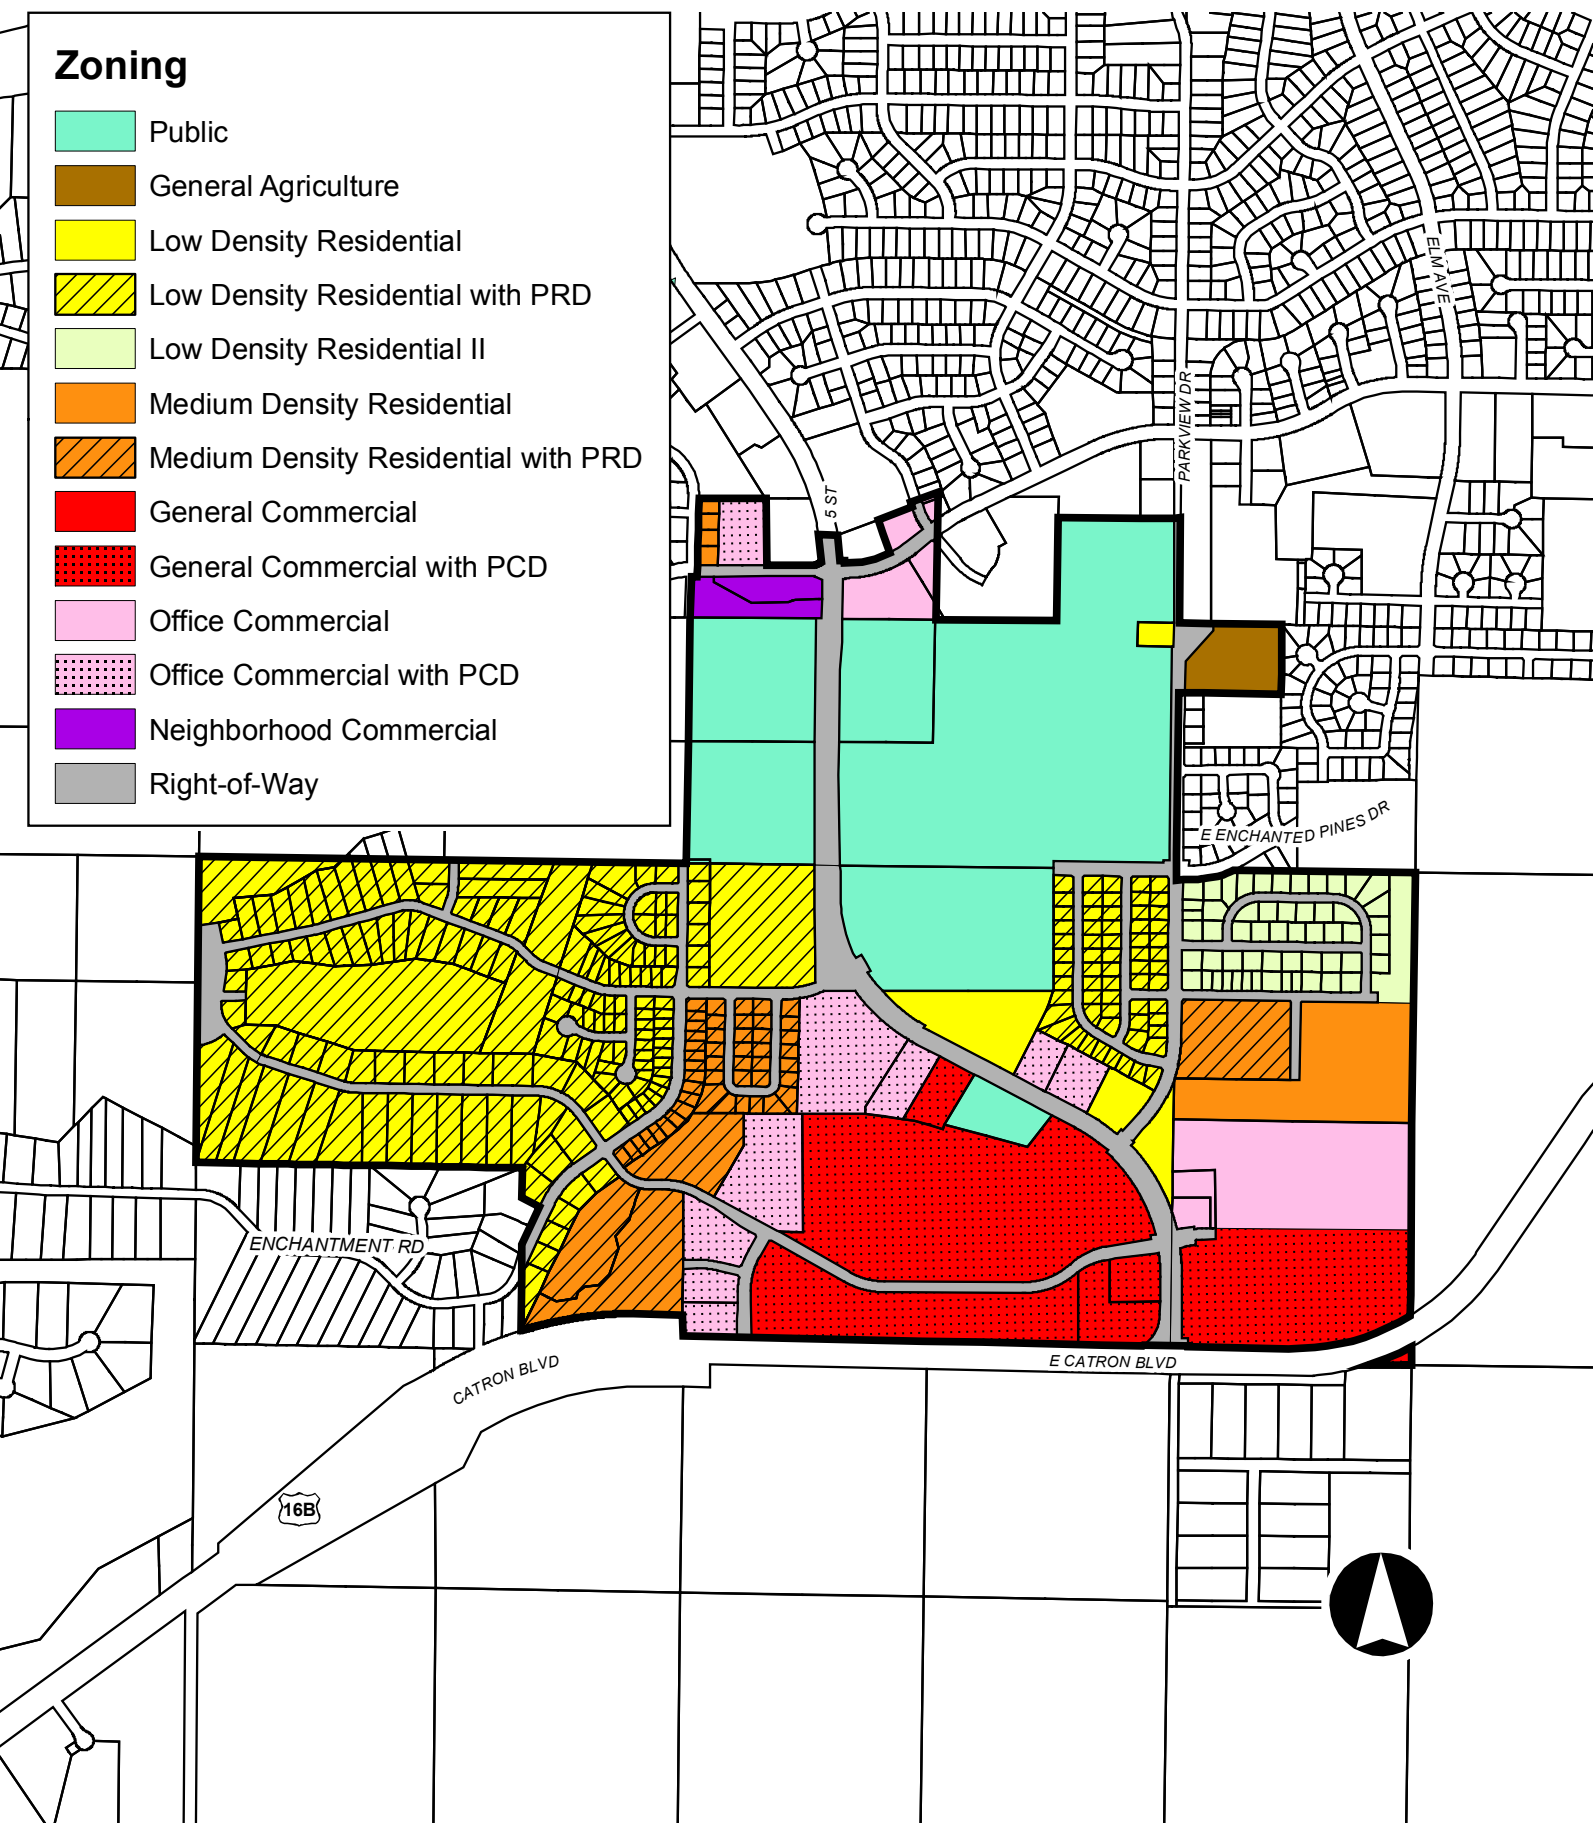 Zoning
Public
General Agriculture
Low Density Residential
Low Density Residential with PRD
Low Density Residential II
Medium Density Residential
Medium Density Residential with PRD
General Commercial
General Commercial with PCD
Office Commercial
Office Commercial with PCD
Neighborhood Commercial
Right-of-Way
ELM AVE
PARKVIEW DR
5 ST
E ENCHANTED PINES DR
ENCHANTMENT RD
CATRON BLVD
E CATRON BLVD
16B